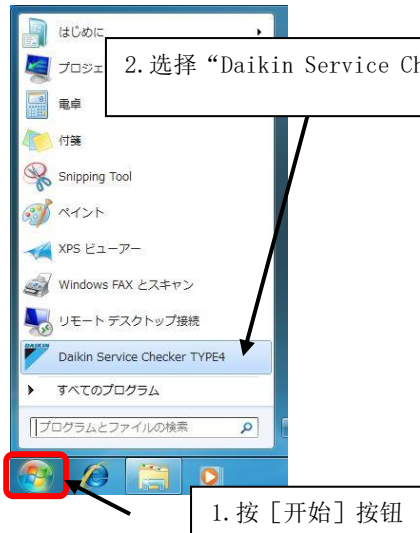 はじめに
プロジェ
2.选择“Daikin Service Ch
電卓
付箋
Snipping Tool
ペイント
XPS ビューアー
Windows FAX とスキャン
リモート デスクトップ接続
DAIKIN
Daikin Service Checker TYPE4
すべてのプログラム
プログラムとファイルの検索
1.按［开始］按钮